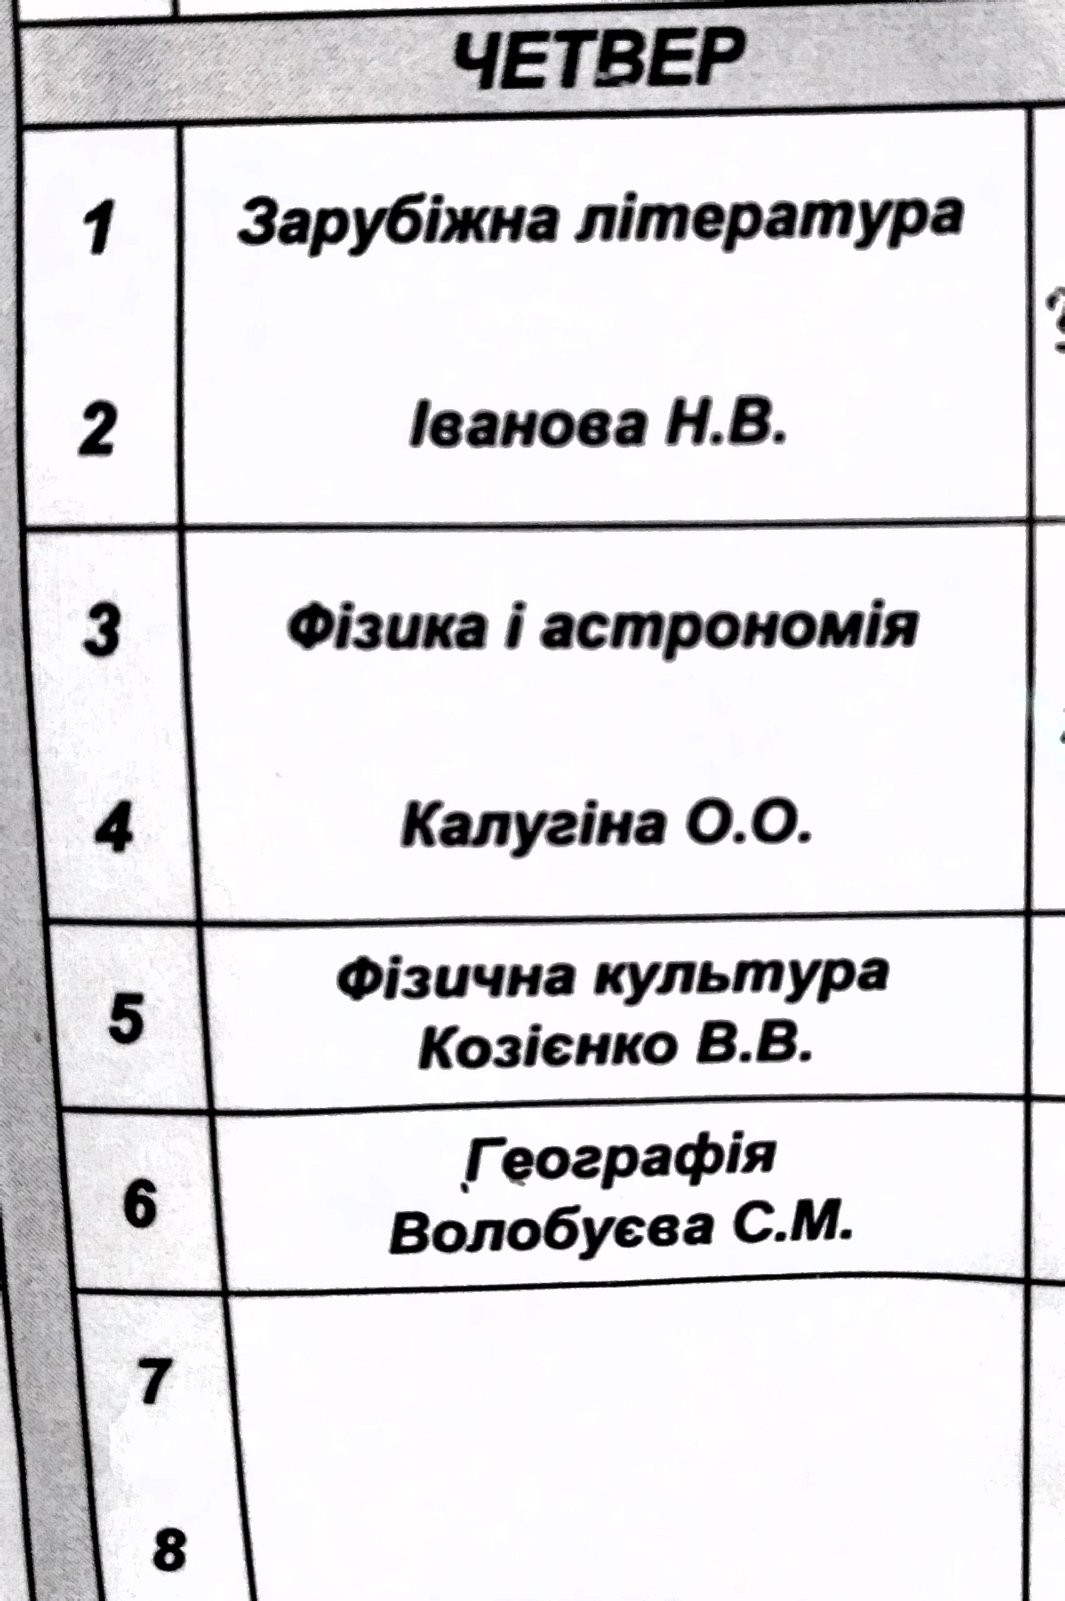 ЧЕТВЕР
1 Зарубіжна література
2 Іванова Н.В.
3 Фізика і астрономія
4 Калугіна О.О.
5 Фізична культура
Козієнко В.В.
6 Географія
Волобуєва С.М.
7
8